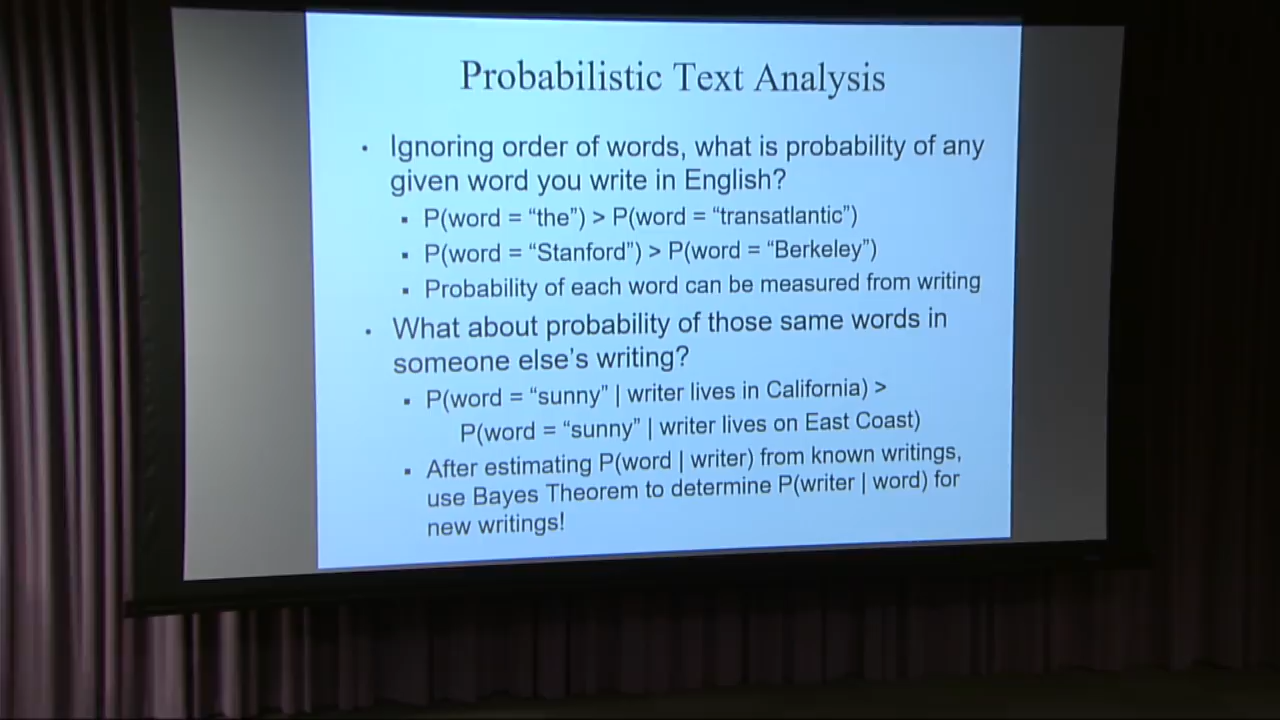 Probabilistic Text Analysis
• Ignoring order of words, what is probability of any
given word you write in English?
▪ P(word = “the”) > P(word = “transatlantic”)
▪ P(word = “Stanford”) > P(word = “Berkeley”)
▪ Probability of each word can be measured from writing
• What about probability of those same words in
someone else’s writing?
▪ P(word = “sunny” | writer lives in California) >
P(word = “sunny” | writer lives on East Coast)
▪ After estimating P(word | writer) from known writings,
use Bayes Theorem to determine P(writer | word) for
new writings!